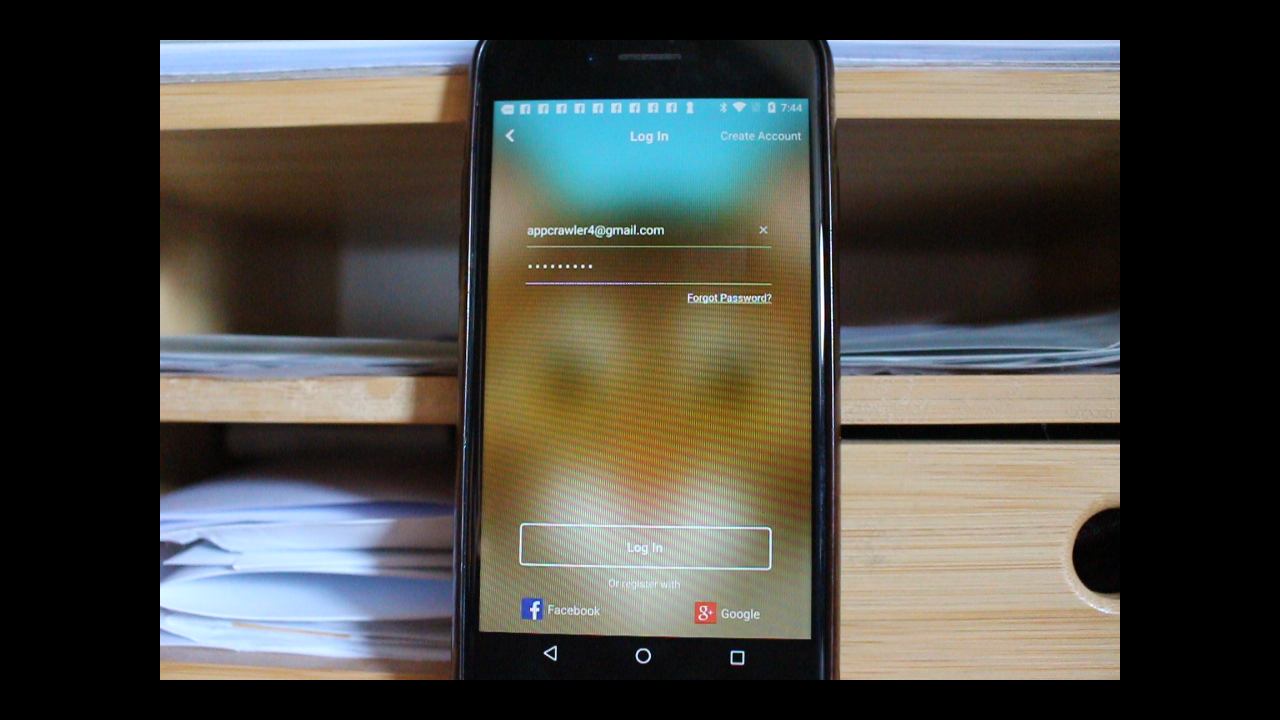 7:44
Log In
Create Account
appcrawler4@gmail.com
Forgot Password?
Log In
Or register with
Facebook
Google